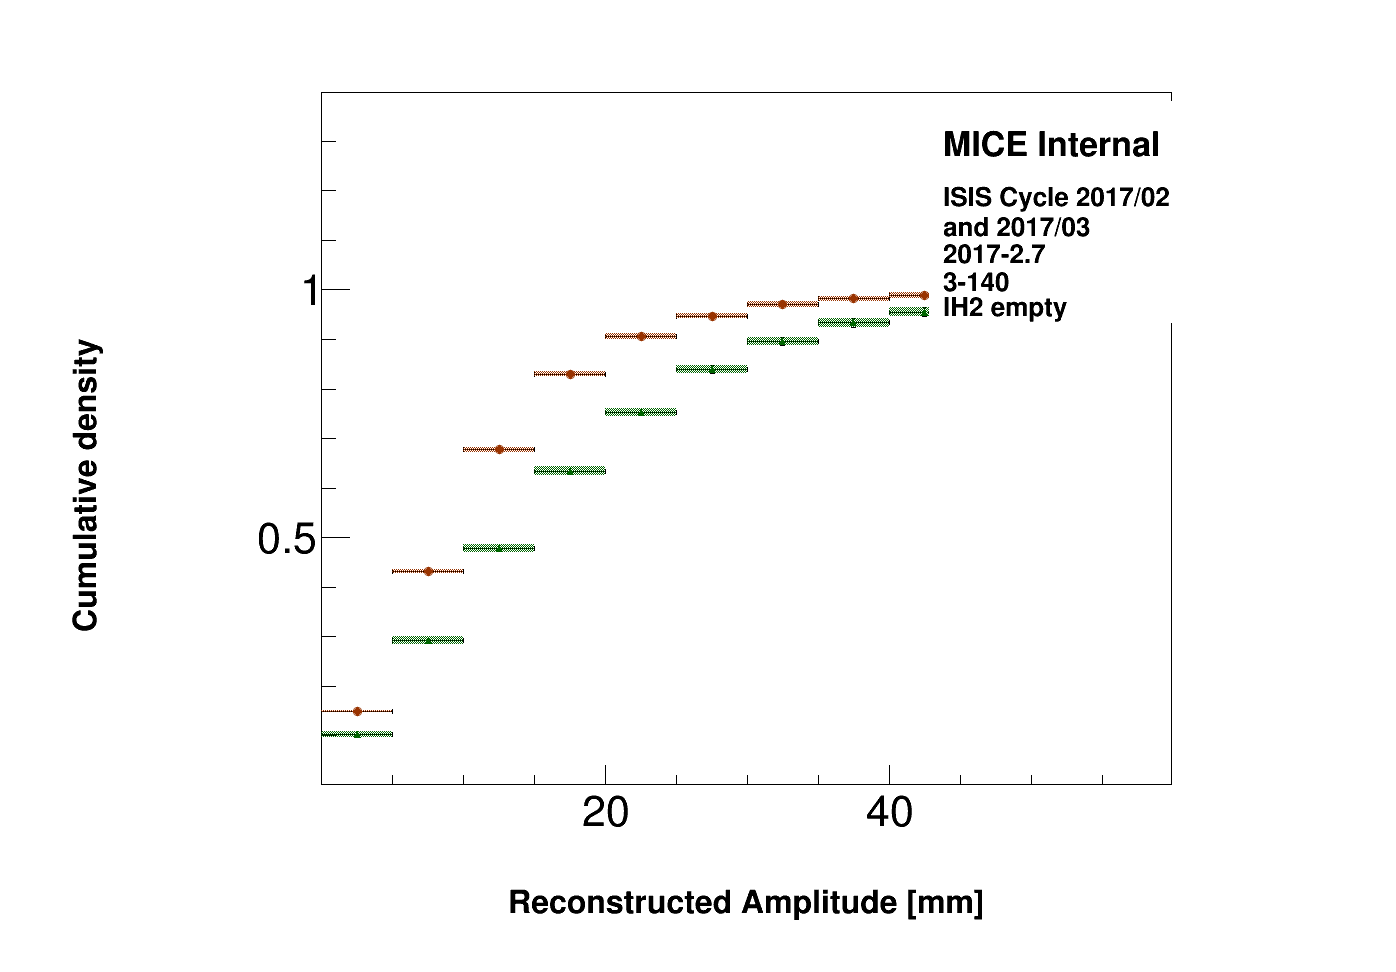 MICE Internal
ISIS Cycle 2017/02
and 2017/03
2017-2.7
3-140
IH2 empty
1
0.5
20
40
Cumulative density
Reconstructed Amplitude [mm]